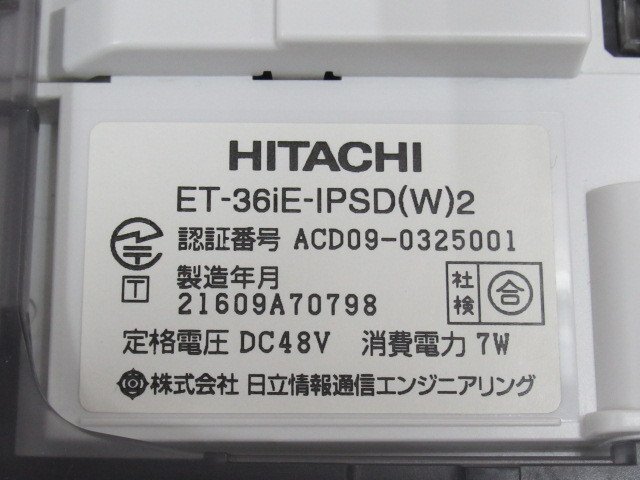 HITACHI
ET-36iE-IPSD(W)2
認証番号 ACD09-0325001
T
製造年月
21609A70798
社検 合
定格電圧 DC48V 消費電力 7W
株式会社 日立情報通信エンジニアリング